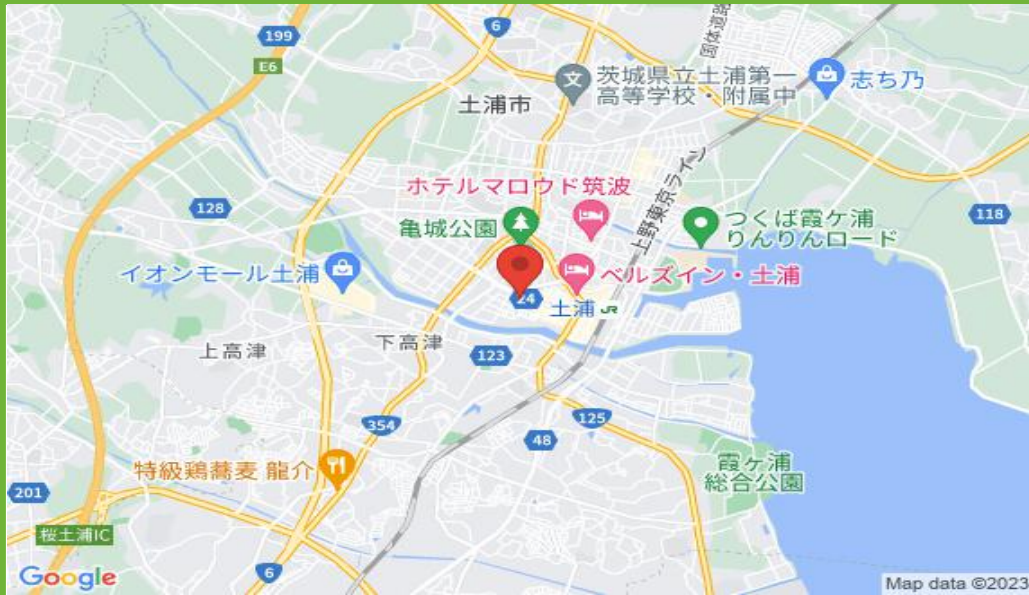 6
国体道路
199
E6
茨城県立土浦第一
高等学校・附属中
志ち乃
土浦市
上野東京ライン
ホテルマロウド筑波
128
118
亀城公園
つくば霞ケ浦
りんりんロード
イオンモール土浦
ベルズイン・土浦
24
土浦 JR
上高津
下高津
123
354
125
48
特級鶏蕎麦 龍介
霞ケ浦
総合公園
201
桜土浦IC
6
Google
Map data ©2023